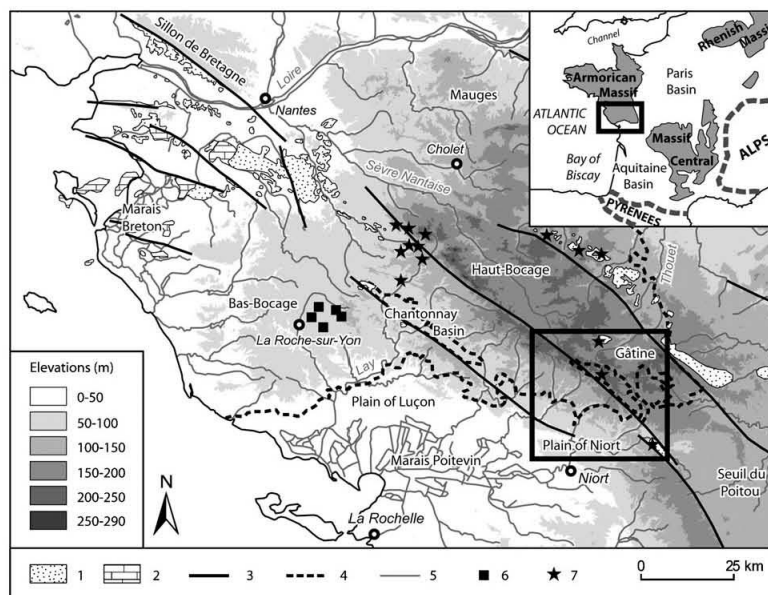 Sillon de Bretagne
Loire
Nantes
Mauges
Cholet
Sèvre Nantaise
Marais
Breton
Haut-Bocage
Thouet
Bas-Bocage
La Roche-sur-Yon
Chantonnay
Basin
Lay
Gâtine
Plain of Luçon
Plain of Niort
Marais Poitevin
Niort
Seuil du
Poitou
La Rochelle
N
Channel
Rhenish
Massif
Armorican
Massif
Paris
Basin
ATLANTIC
OCEAN
Massif
Central
ALPS
Bay of
Biscay
Aquitaine
Basin
PYRENEES
Elevations (m)
0-50
50-100
100-150
150-200
200-250
250-290
1 2 3 4 5 6 7
0 25 km